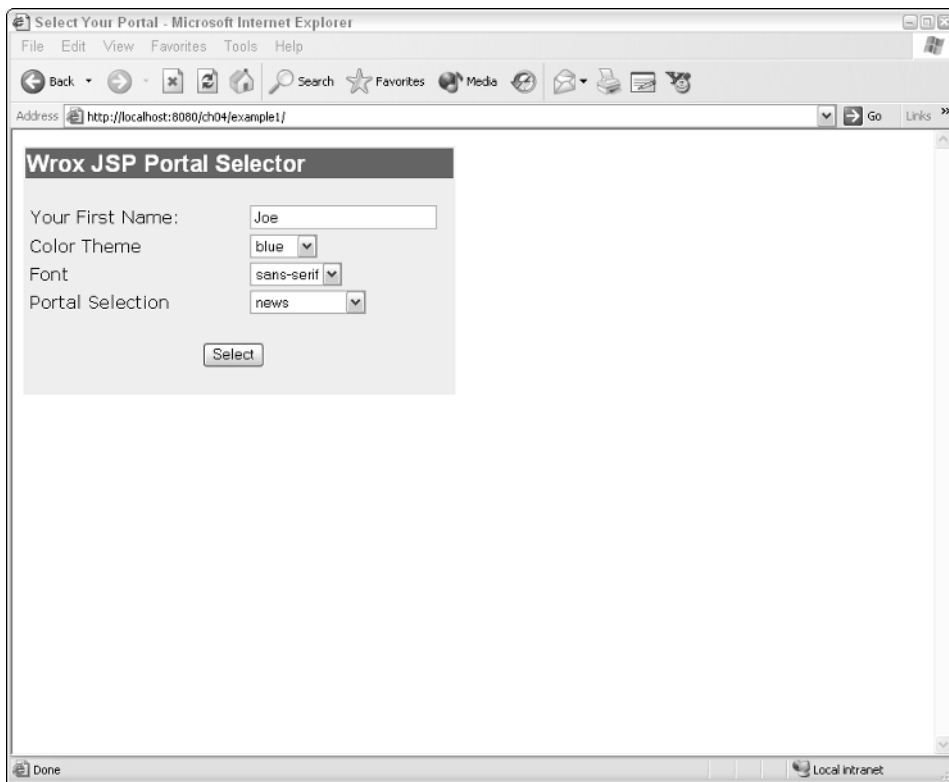 Select Your Portal - Microsoft Internet Explorer
File Edit View Favorites Tools Help
Back Search Favorites Media
Address http://localhost:8080/ch04/example1/ Go Links »
Wrox JSP Portal Selector
Your First Name: Joe
Color Theme blue
Font sans-serif
Portal Selection news
Select
Done Local intranet